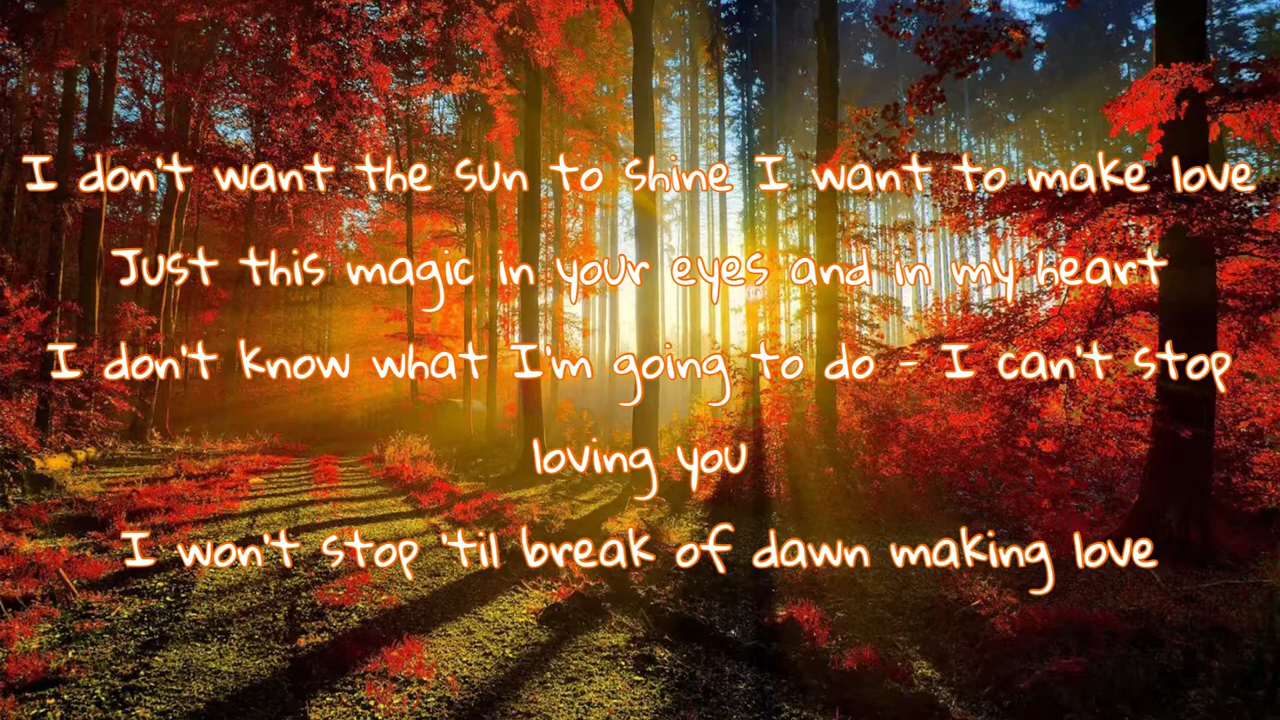 I don't want the sun to shine I want to make love
Just this magic in your eyes and in my heart
I don't know what I'm going to do - I can't stop
loving you
I won't stop 'til break of dawn making love